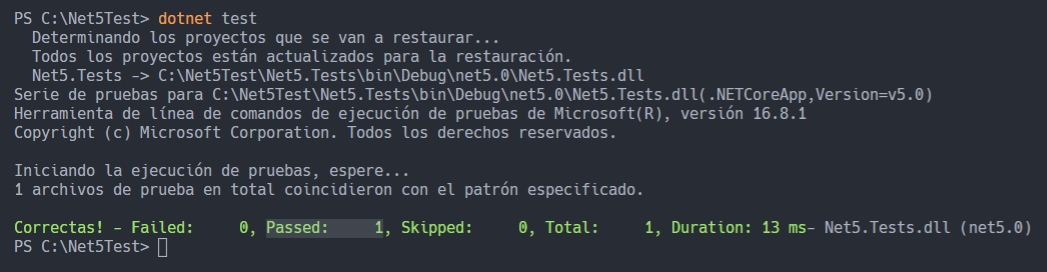 PS C:\Net5Test> dotnet test
Determinando los proyectos que se van a restaurar...
Todos los proyectos están actualizados para la restauración.
Net5.Tests -> C:\Net5Test\Net5.Tests\bin\Debug\net5.0\Net5.Tests.dll
Serie de pruebas para C:\Net5Test\Net5.Tests\bin\Debug\net5.0\Net5.Tests.dll(.NETCoreApp,Version=v5.0)
Herramienta de línea de comandos de ejecución de pruebas de Microsoft(R), versión 16.8.1
Copyright (c) Microsoft Corporation. Todos los derechos reservados.
Iniciando la ejecución de pruebas, espere...
1 archivos de prueba en total coincidieron con el patrón especificado.
Correctas! - Failed:     0, Passed:     1, Skipped:     0, Total:     1, Duration: 13 ms- Net5.Tests.dll (net5.0)
PS C:\Net5Test>